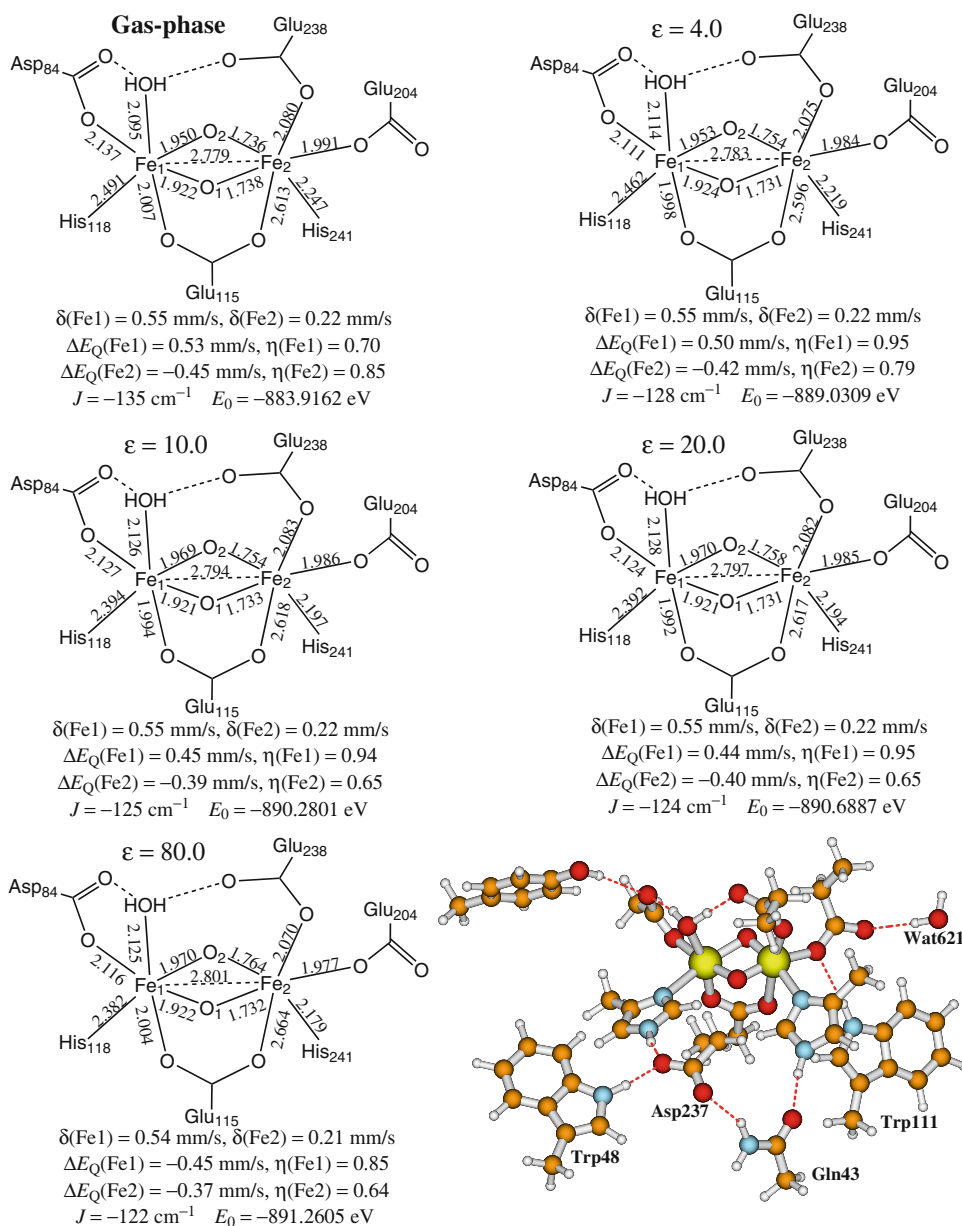 Gas-phase
Glu238
Asp84
O
O
HOH
O
Glu204
2.095
2.080
2.137
1.950
O2
1.736
1.991
O
O
Fe1
2.779
Fe2
2.491
2.007
1.922
O1
1.738
2.613
2.247
His118
His241
O
O
Glu115
δ(Fe1) = 0.55 mm/s, δ(Fe2) = 0.22 mm/s
ΔEQ(Fe1) = 0.53 mm/s, η(Fe1) = 0.70
ΔEQ(Fe2) = −0.45 mm/s, η(Fe2) = 0.85
J = −135 cm−1 E0 = −883.9162 eV
ε = 4.0
Glu238
Asp84
O
O
HOH
O
O
Glu204
2.114
2.075
2.111
1.953
O2
1.754
1.984
O
O
Fe1
2.783
Fe2
2.462
1.998
1.924
O1
1.731
2.596
2.219
His118
His241
O
O
Glu115
δ(Fe1) = 0.55 mm/s, δ(Fe2) = 0.22 mm/s
ΔEQ(Fe1) = 0.50 mm/s, η(Fe1) = 0.95
ΔEQ(Fe2) = −0.42 mm/s, η(Fe2) = 0.79
J = −128 cm−1 E0 = −889.0309 eV
ε = 10.0
Glu238
Asp84
O
O
HOH
O
O
Glu204
2.126
2.083
2.127
1.969
O2
1.754
1.986
O
O
Fe1
2.794
Fe2
2.394
1.994
1.921
O1
1.733
2.618
2.197
His118
His241
O
O
Glu115
δ(Fe1) = 0.55 mm/s, δ(Fe2) = 0.22 mm/s
ΔEQ(Fe1) = 0.45 mm/s, η(Fe1) = 0.94
ΔEQ(Fe2) = −0.39 mm/s, η(Fe2) = 0.65
J = −125 cm−1 E0 = −890.2801 eV
ε = 20.0
Glu238
Asp84
O
O
HOH
O
O
Glu204
2.128
2.082
2.124
1.970
O2
1.758
1.985
O
O
Fe1
2.797
Fe2
2.392
1.992
1.921
O1
1.731
2.617
2.194
His118
His241
O
O
Glu115
δ(Fe1) = 0.55 mm/s, δ(Fe2) = 0.22 mm/s
ΔEQ(Fe1) = 0.44 mm/s, η(Fe1) = 0.95
ΔEQ(Fe2) = −0.40 mm/s, η(Fe2) = 0.65
J = −124 cm−1 E0 = −890.6887 eV
ε = 80.0
Glu238
Asp84
O
O
HOH
O
O
Glu204
2.125
2.070
2.116
1.970
O2
1.764
1.977
O
O
Fe1
2.801
Fe2
2.382
2.004
1.922
O1
1.732
2.664
2.179
His118
His241
O
O
Glu115
δ(Fe1) = 0.54 mm/s, δ(Fe2) = 0.21 mm/s
ΔEQ(Fe1) = −0.45 mm/s, η(Fe1) = 0.85
ΔEQ(Fe2) = −0.37 mm/s, η(Fe2) = 0.64
J = −122 cm−1 E0 = −891.2605 eV
Wat621
Asp237
Trp111
Trp48
Gln43